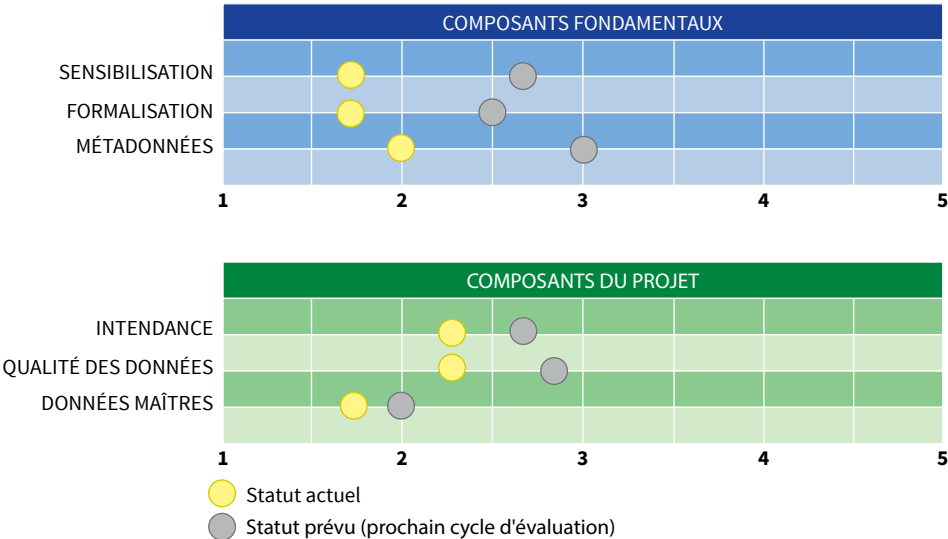 COMPOSANTS FONDAMENTAUX
SENSIBILISATION
FORMALISATION
MÉTADONNÉES
1 2 3 4 5
COMPOSANTS DU PROJET
INTENDANCE
QUALITÉ DES DONNÉES
DONNÉES MAÎTRES
1 2 3 4 5
Statut actuel
Statut prévu (prochain cycle d'évaluation)